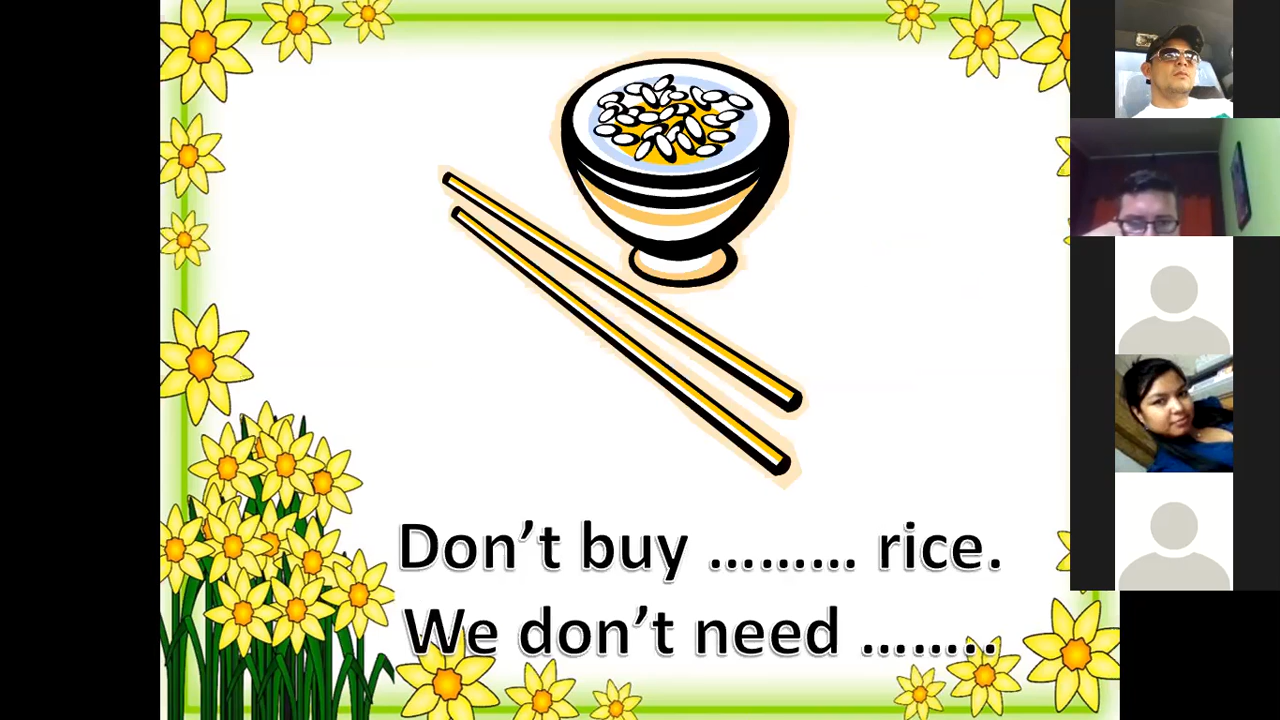 Don’t buy ……… rice.
We don’t need ……..